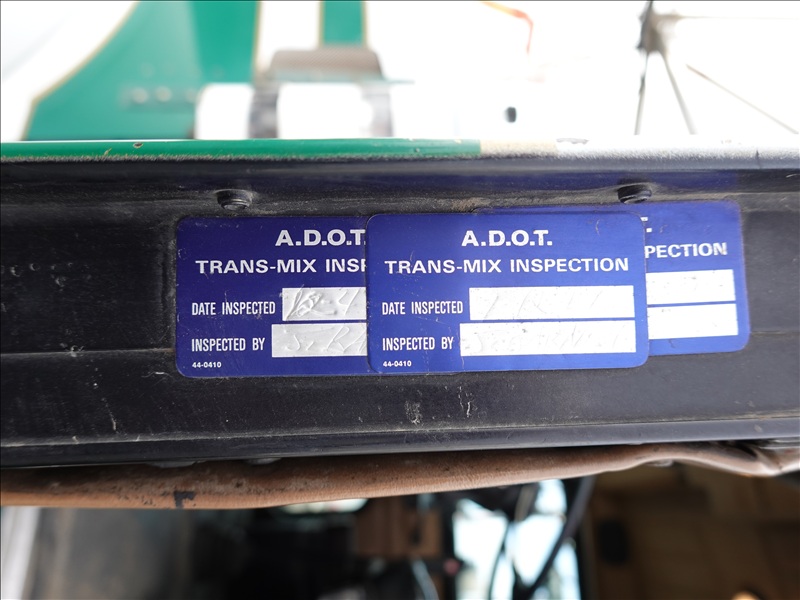 A.D.O.T.
TRANS-MIX INSP
DATE INSPECTED
INSPECTED BY
44-0410
A.D.O.T.
TRANS-MIX INSPECTION
DATE INSPECTED
INSPECTED BY
44-0410
T.
PECTION